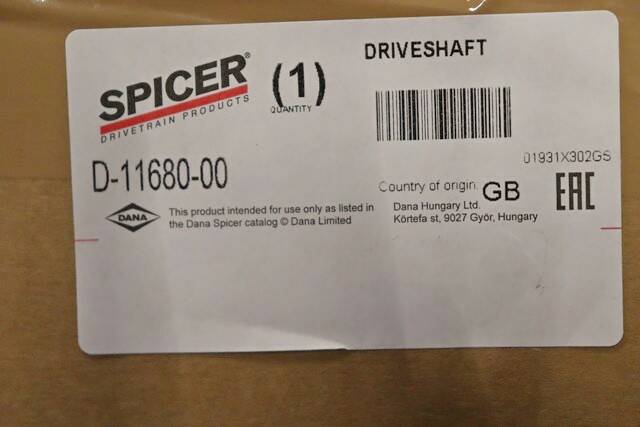 SPICER®
DRIVETRAIN PRODUCTS
(1)
QUANTITY
DRIVESHAFT
01931X302GS
D-11680-00
Country of origin GB
EAC
DANA
This product intended for use only as listed in
the Dana Spicer catalog © Dana Limited
Dana Hungary Ltd.
Körtefa st, 9027 Győr, Hungary